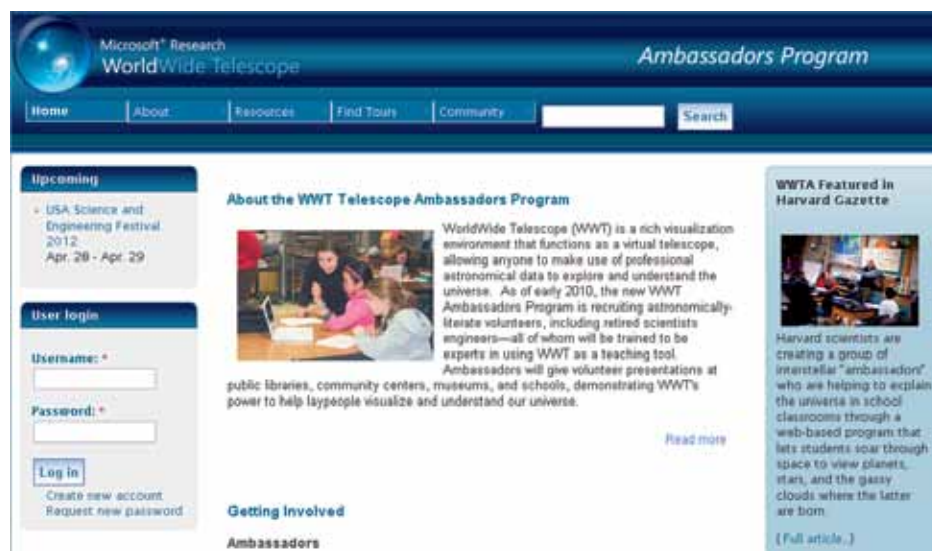 Microsoft® Research
WorldWide Telescope
Ambassadors Program
Home
About
Resources
Find Tours
Community
Search
Upcoming
USA Science and
Engineering Festival
2012
Apr. 28 - Apr. 29
User login
Username: *
Password: *
Log in
Create new account
Request new password
About the WWT Telescope Ambassadors Program
WorldWide Telescope (WWT) is a rich visualization
environment that functions as a virtual telescope,
allowing anyone to make use of professional
astronomical data to explore and understand the
universe. As of early 2010, the new WWT
Ambassadors Program is recruiting astronomically-
literate volunteers, including retired scientists
engineers—all of whom will be trained to be
experts in using WWT as a teaching tool.
Ambassadors will give volunteer presentations at
public libraries, community centers, museums, and schools, demonstrating WWT's
power to help laypeople visualize and understand our universe.
Read more
Getting Involved
Ambassadors
WWTA Featured in
Harvard Gazette
Harvard scientists are
creating a group of
interstellar "ambassadors"
who are helping to explain
the universe in school
classrooms through a
web-based program that
lets students soar through
space to view planets,
stars, and the gassy
clouds where the latter
are born.
(Full article..)